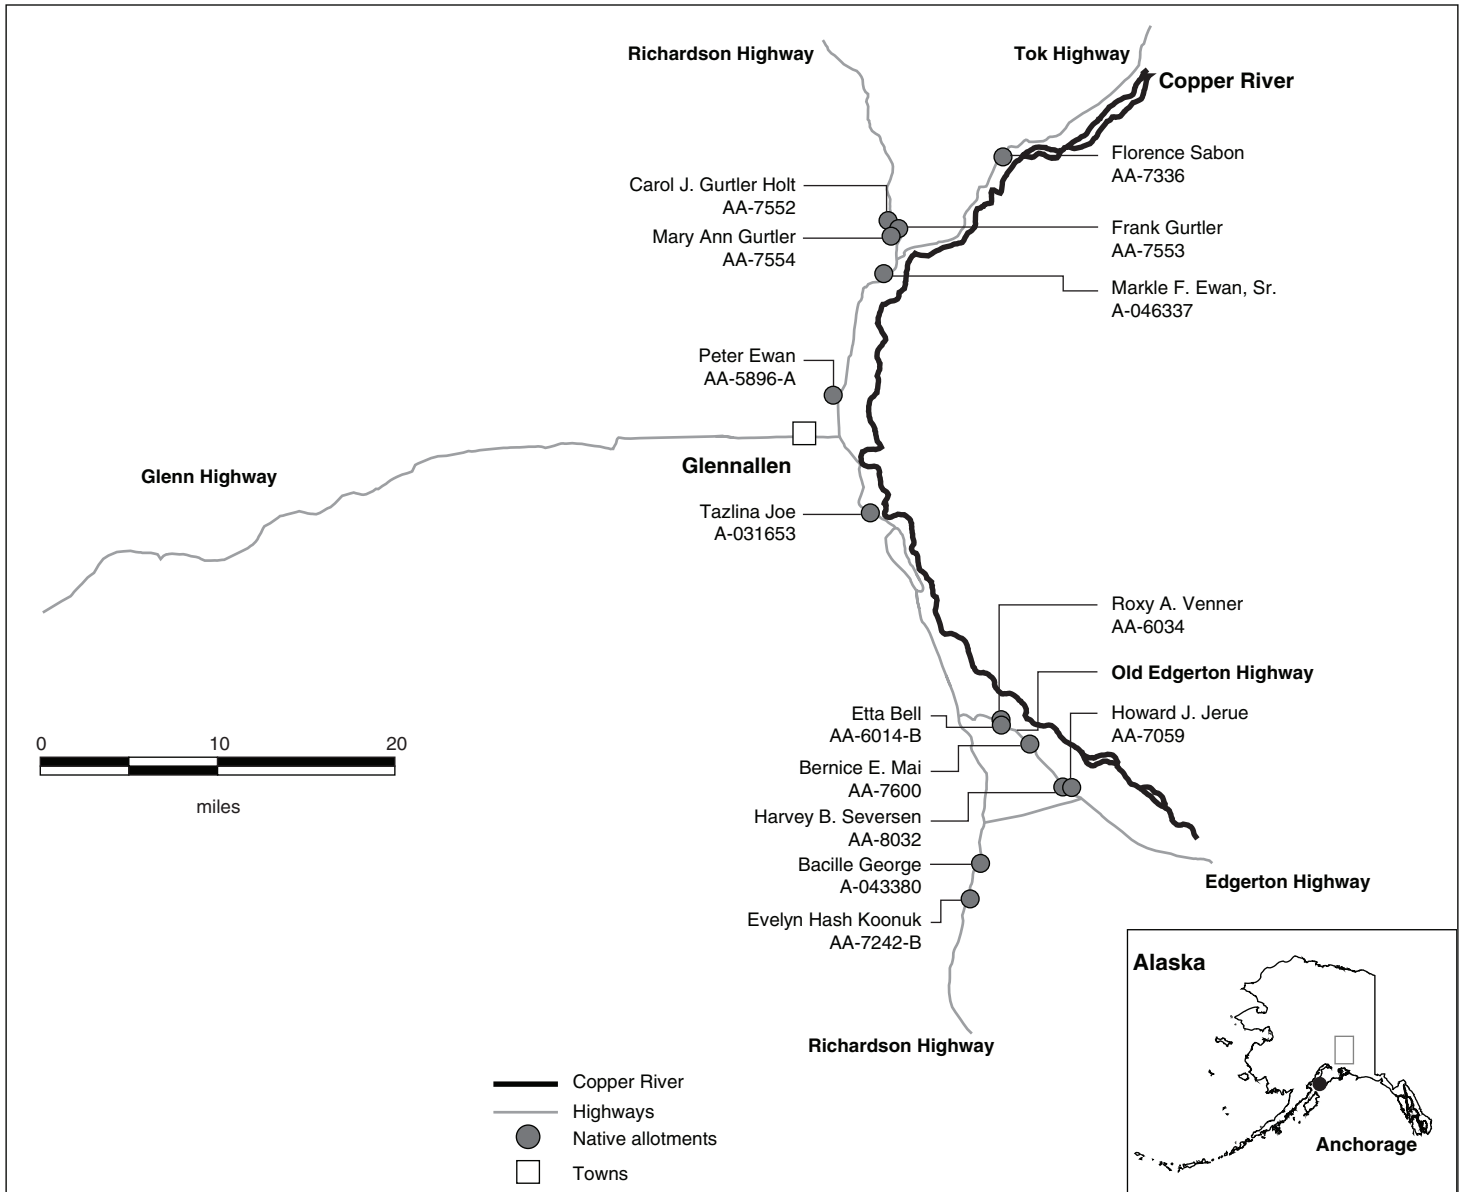 Richardson Highway
Tok Highway
Copper River
Florence Sabon
AA-7336
Carol J. Gurtler Holt
AA-7552
Mary Ann Gurtler
AA-7554
Frank Gurtler
AA-7553
Markle F. Ewan, Sr.
A-046337
Peter Ewan
AA-5896-A
Glennallen
Glenn Highway
Tazlina Joe
A-031653
Roxy A. Venner
AA-6034
Old Edgerton Highway
Etta Bell
AA-6014-B
Howard J. Jerue
AA-7059
Bernice E. Mai
AA-7600
Harvey B. Seversen
AA-8032
Bacille George
A-043380
Evelyn Hash Koonuk
AA-7242-B
Edgerton Highway
Richardson Highway
0 10 20
miles
Copper River
Highways
Native allotments
Towns
Alaska
Anchorage